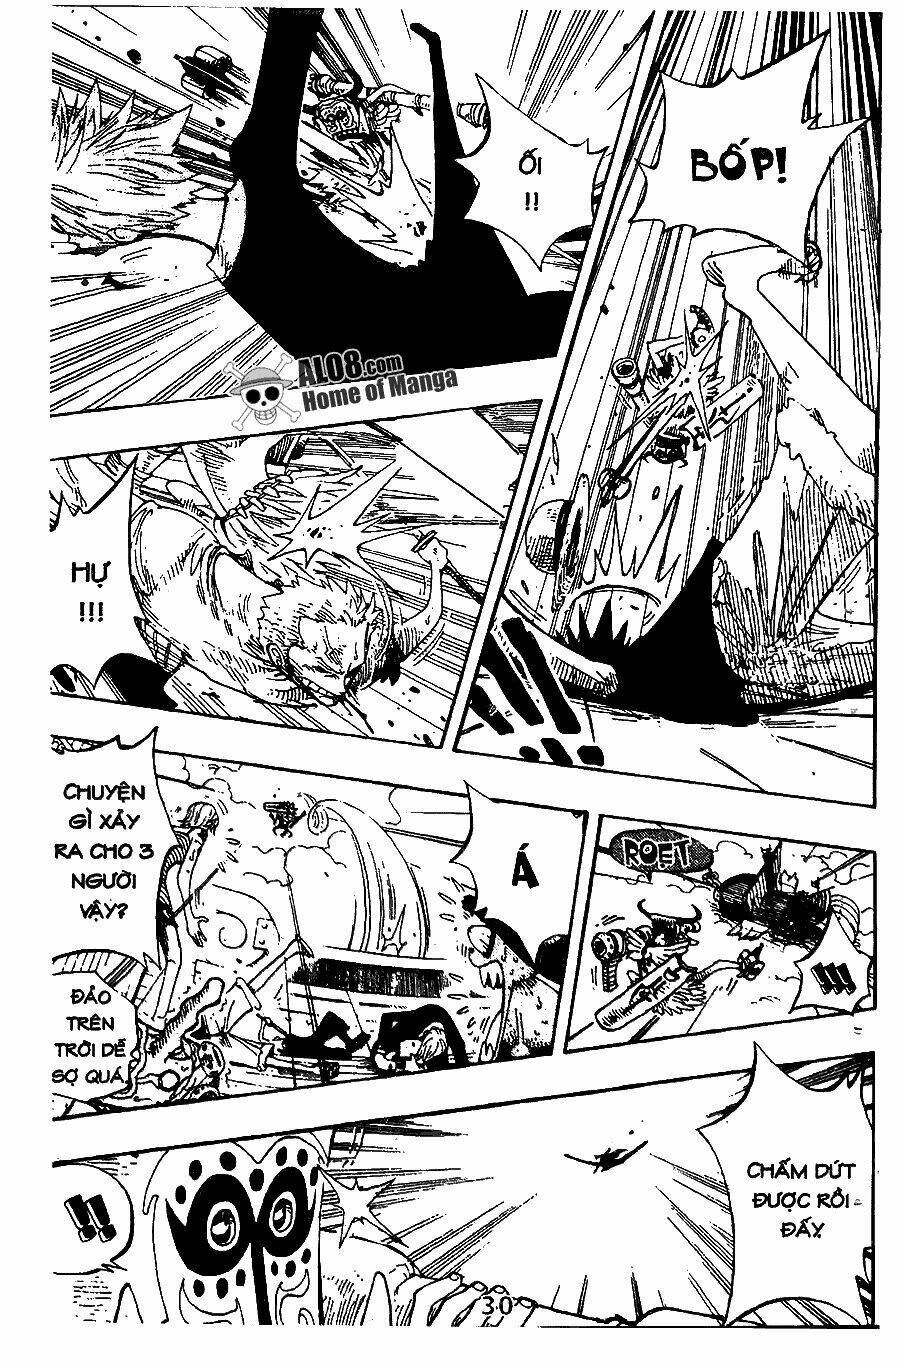 BỐP!
ỐI
!!
AL08.com
Home of Manga
HỰ
!!!
ROẸT
!!!
Á
CHUYỆN
GÌ XẢY
RA CHO 3
NGƯỜI
VẬY?
ĐẢO
TRÊN
TRỜI DỄ
SỢ QUÁ
CHẤM DỨT
ĐƯỢC RỒI
ĐẤY
!!
30